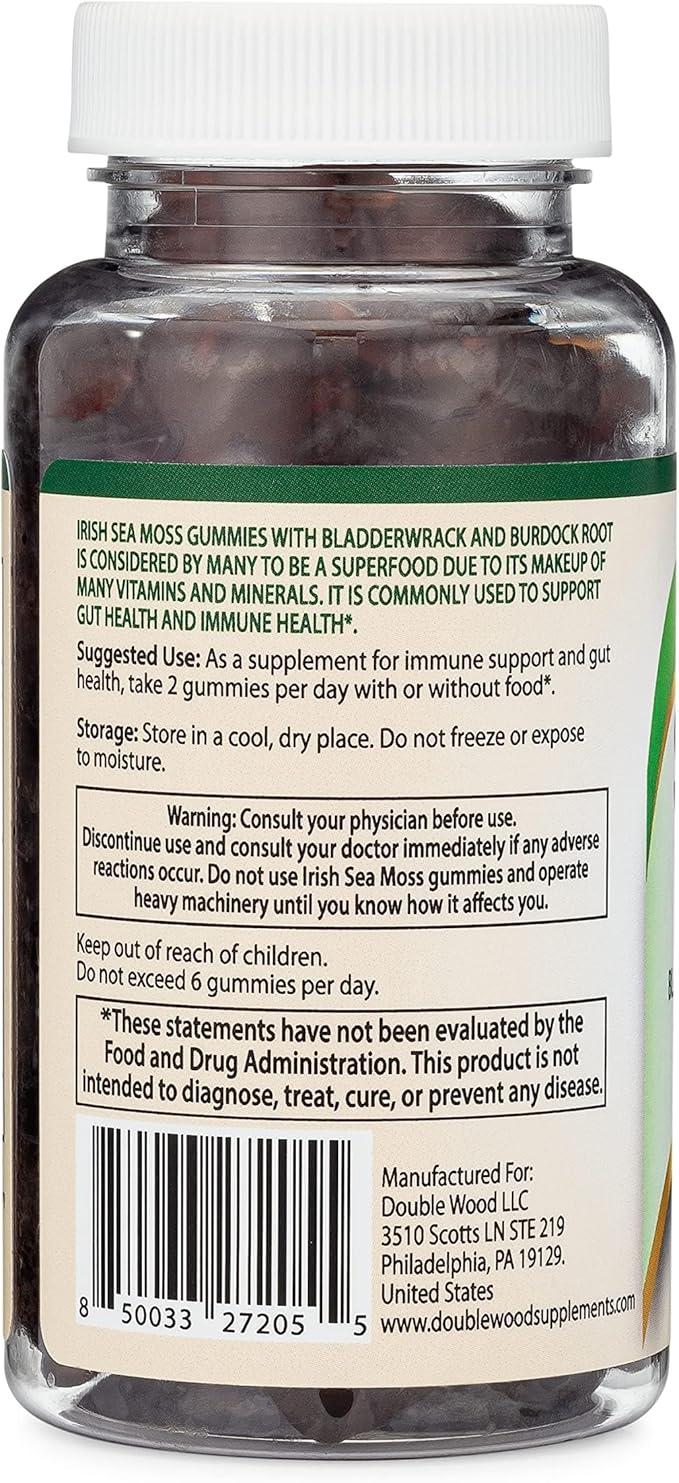 IRISH SEA MOSS GUMMIES WITH BLADDERWRACK AND BURDOCK ROOT
IS CONSIDERED BY MANY TO BE A SUPERFOOD DUE TO ITS MAKEUP OF
MANY VITAMINS AND MINERALS. IT IS COMMONLY USED TO SUPPORT
GUT HEALTH AND IMMUNE HEALTH*.
Suggested Use: As a supplement for immune support and gut
health, take 2 gummies per day with or without food*.
Storage: Store in a cool, dry place. Do not freeze or expose
to moisture.
Warning: Consult your physician before use.
Discontinue use and consult your doctor immediately if any adverse
reactions occur. Do not use Irish Sea Moss gummies and operate
heavy machinery until you know how it affects you.
Keep out of reach of children.
Do not exceed 6 gummies per day.
*These statements have not been evaluated by the
Food and Drug Administration. This product is not
intended to diagnose, treat, cure, or prevent any disease.
8 50033 27205 5
Manufactured For:
Double Wood LLC
3510 Scotts LN STE 219
Philadelphia, PA 19129.
United States
www.doublewoodsupplements.com